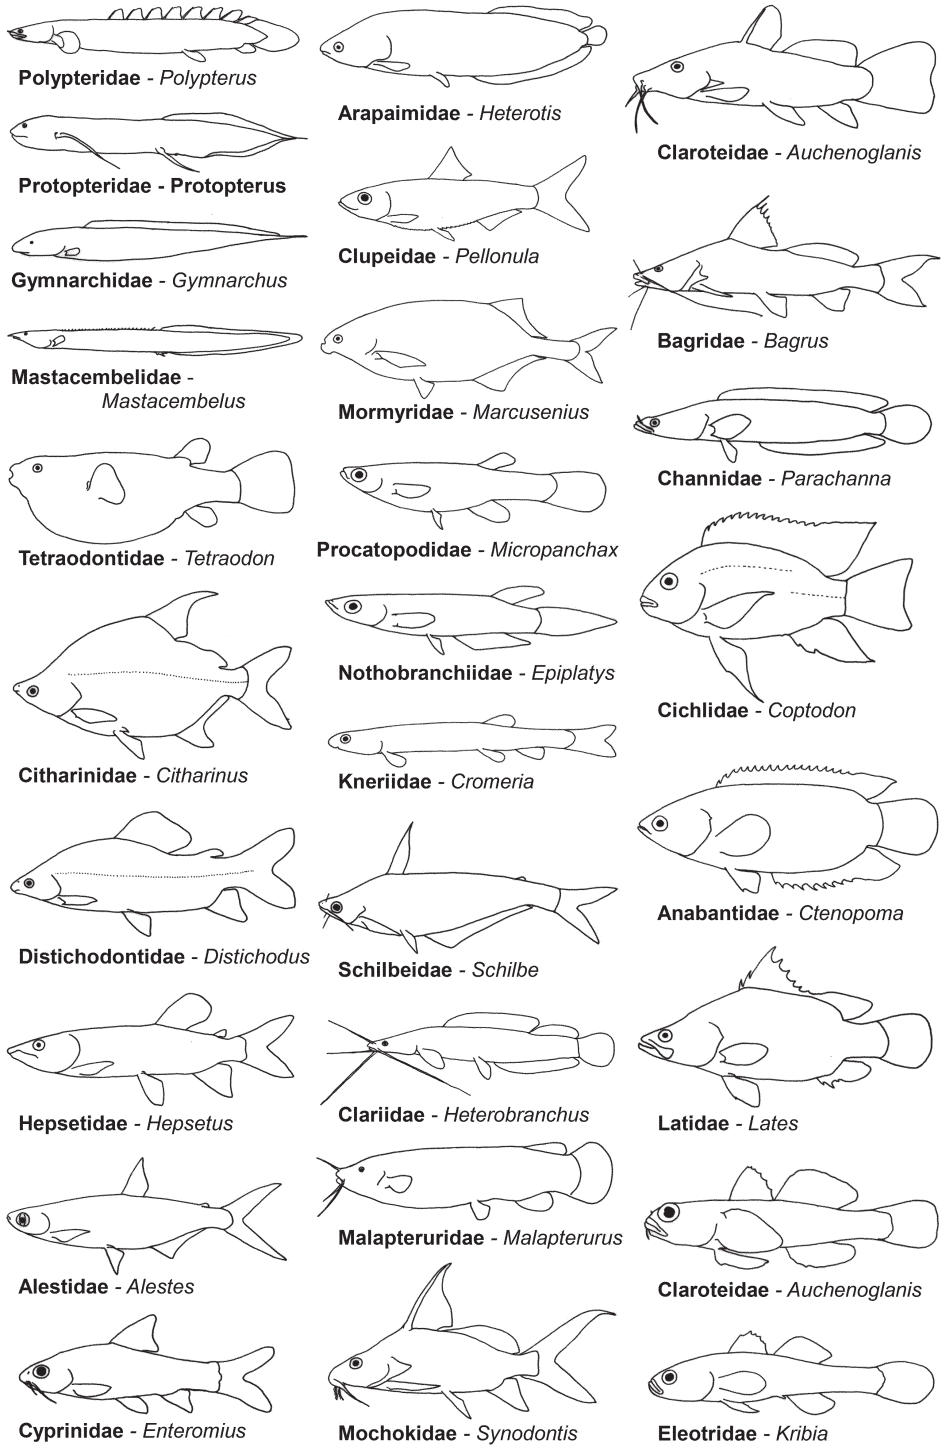 Polypteridae - Polypterus
Protopteridae - Protopterus
Gymnarchidae - Gymnarchus
Mastacembelidae -
Mastacembelus
Tetraodontidae - Tetraodon
Citharinidae - Citharinus
Distichodontidae - Distichodus
Hepsetidae - Hepsetus
Alestidae - Alestes
Cyprinidae - Enteromius
Arapaimidae - Heterotis
Clupeidae - Pellonula
Mormyridae - Marcusenius
Procatopodidae - Micropanchax
Nothobranchiidae - Epiplatys
Kneriidae - Cromeria
Schilbeidae - Schilbe
Clariidae - Heterobranchus
Malapteruridae - Malapterurus
Mochokidae - Synodontis
Claroteidae - Auchenoglanis
Bagridae - Bagrus
Channidae - Parachanna
Cichlidae - Coptodon
Anabantidae - Ctenopoma
Latidae - Lates
Claroteidae - Auchenoglanis
Eleotridae - Kribia